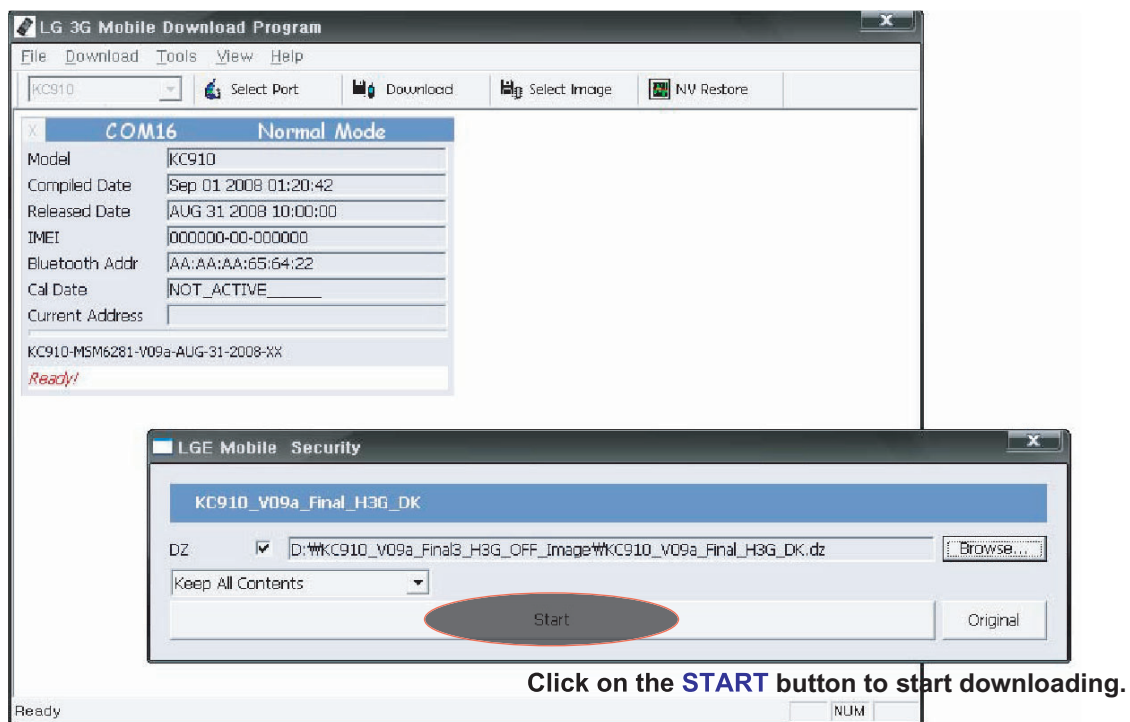 LG 3G Mobile Download Program
File Download Tools View Help
KC910 Select Port Download Select Image NV Restore
X COM16 Normal Mode
Model KC910
Compiled Date Sep 01 2008 01:20:42
Released Date AUG 31 2008 10:00:00
IMEI 000000-00-000000
Bluetooth Addr AA:AA:AA:65:64:22
Cal Date NOT_ACTIVE______
Current Address
KC910-MSM6281-V09a-AUG-31-2008-XX
Ready!
LGE Mobile Security
KC910_V09a_Final_H3G_DK
DZ D:₩KC910_V09a_Final3_H3G_OFF_Image₩KC910_V09a_Final_H3G_DK.dz Browse...
Keep All Contents
Start Original
Click on the START button to start downloading.
Ready NUM